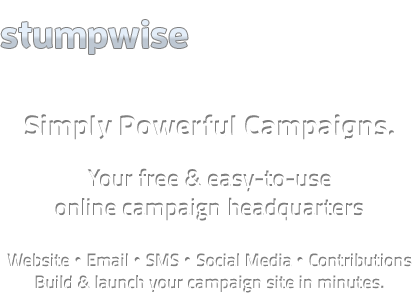 stumpwise
Simply Powerful Campaigns.
Your free & easy-to-use
online campaign headquarters
Website • Email • SMS • Social Media • Contributions
Build & launch your campaign site in minutes.